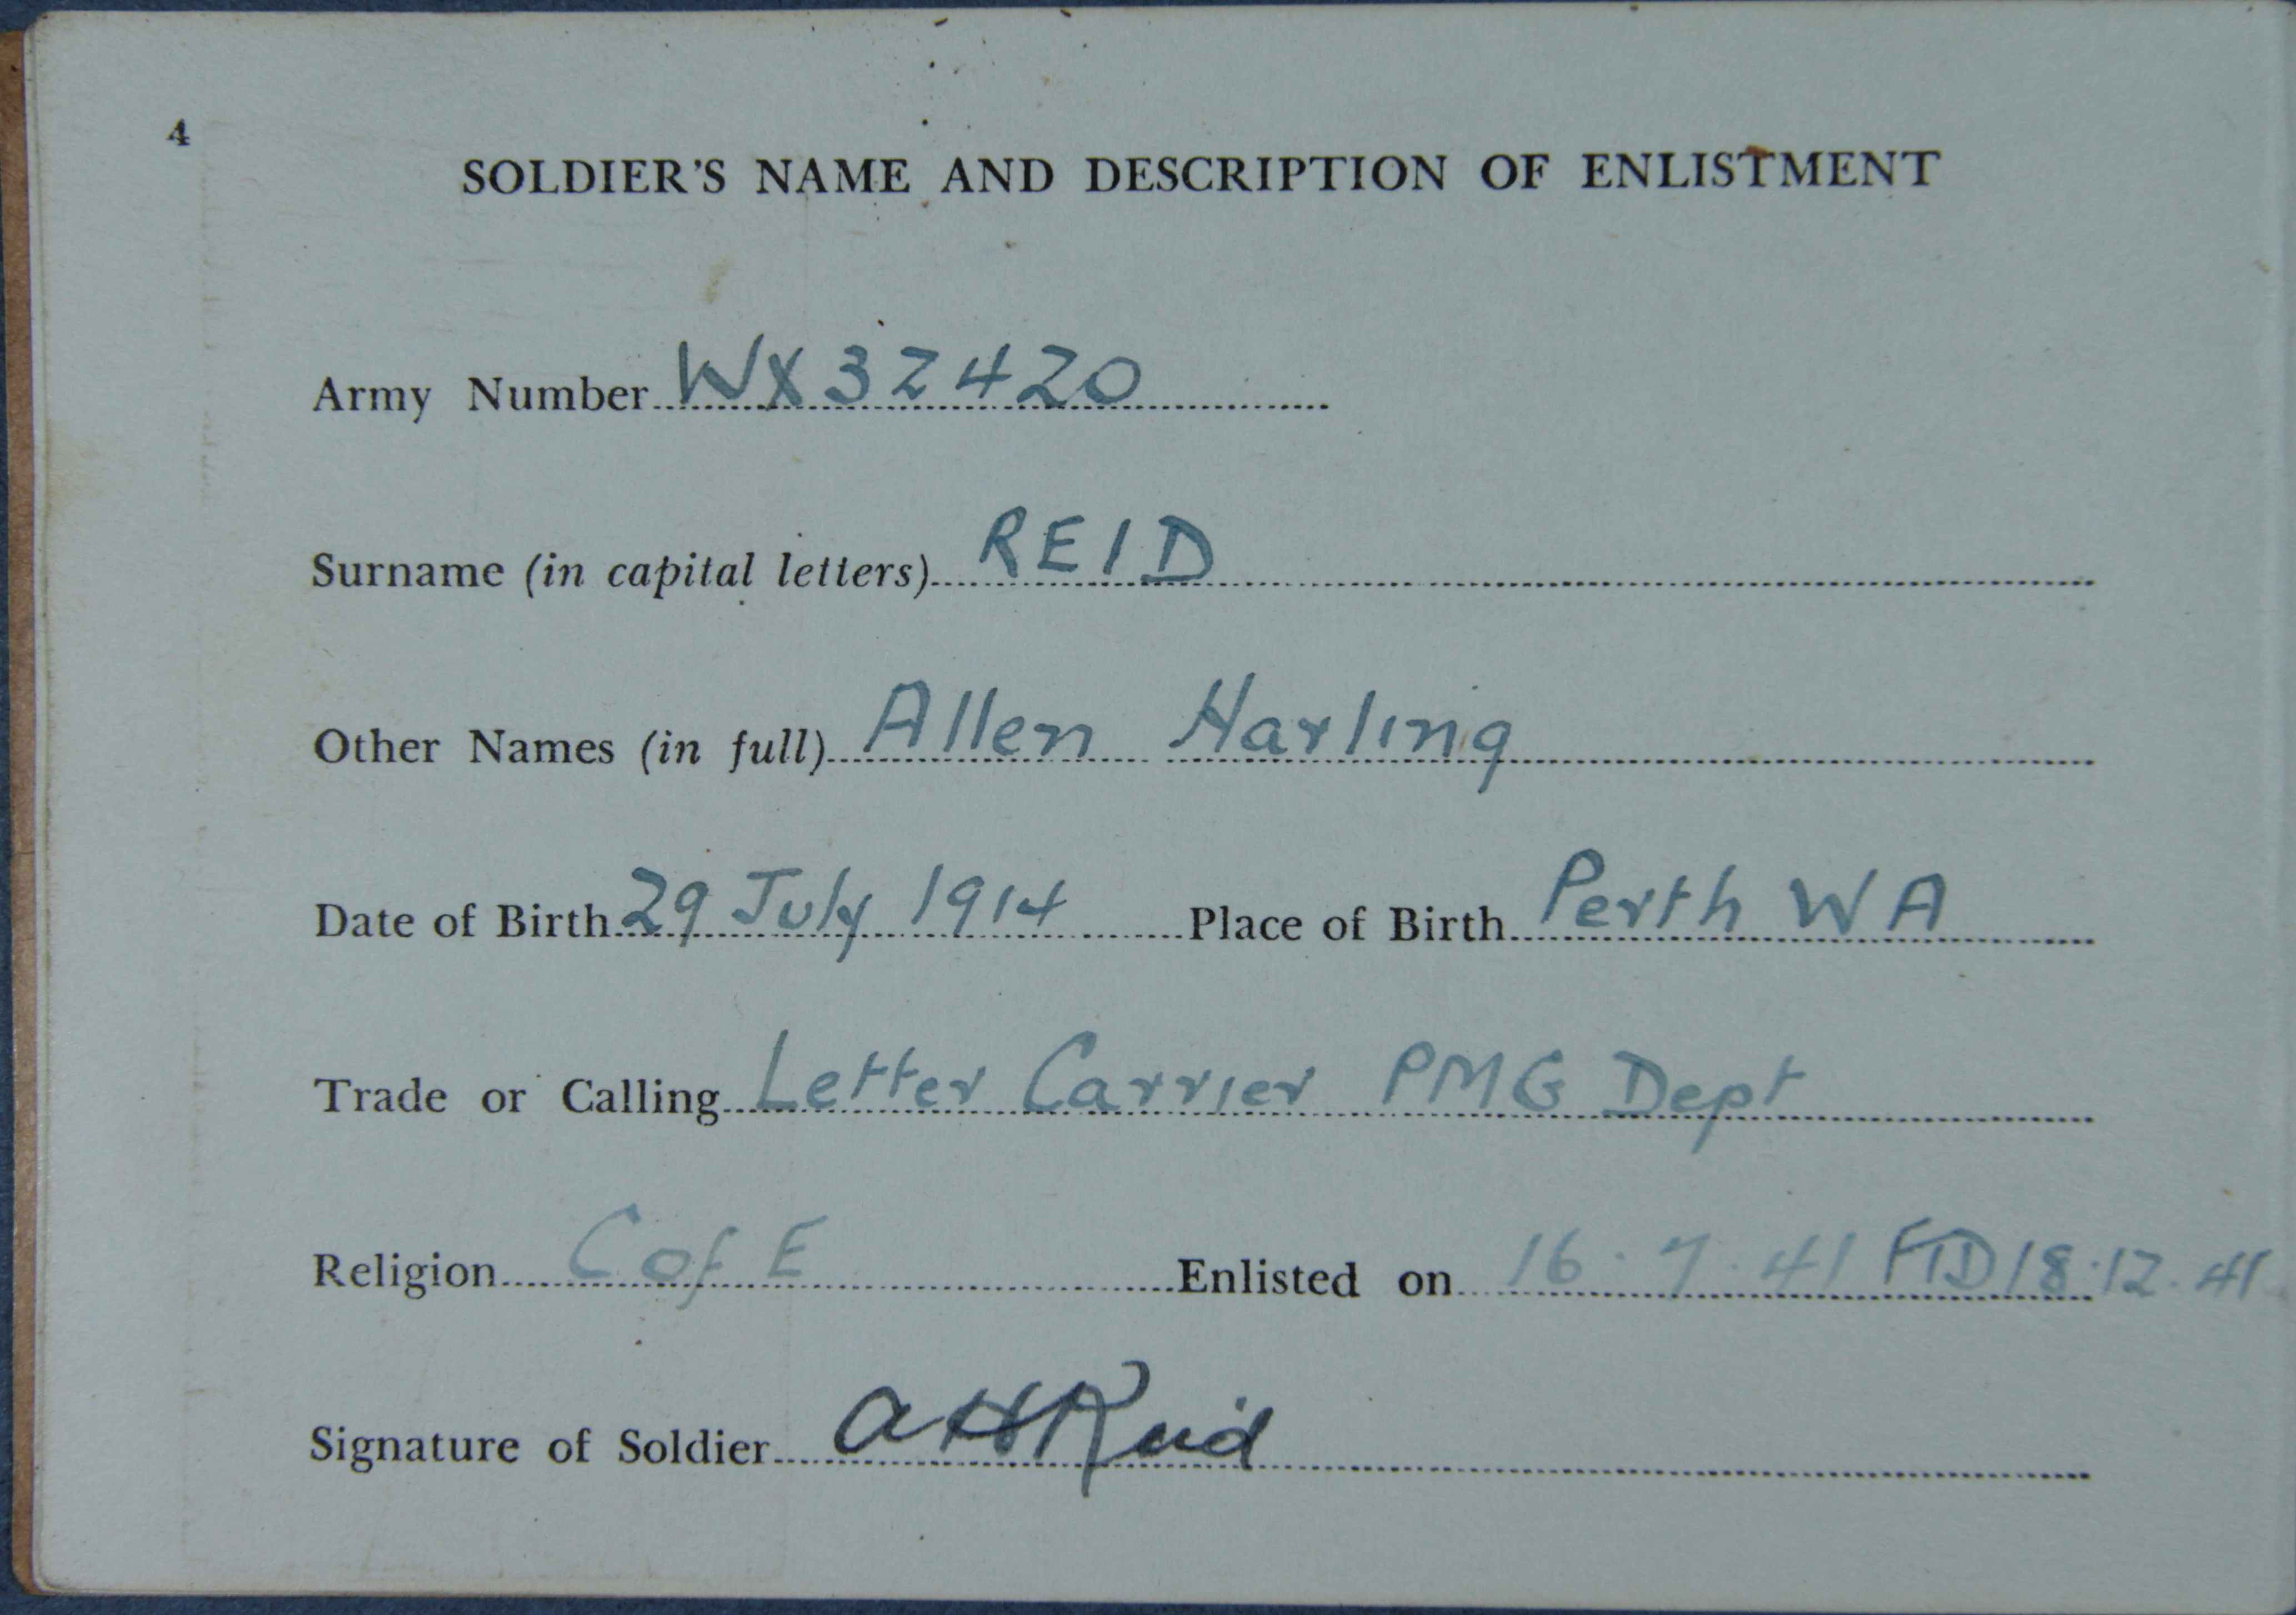 4
SOLDIER'S NAME AND DESCRIPTION OF ENLISTMENT
Army Number WX32420
Surname (in capital letters) REID
Other Names (in full) Allen Harling
Date of Birth 29 July 1914 Place of Birth Perth WA
Trade or Calling Letter Carrier PMG Dept
Religion C of E Enlisted on 16.7.41 FTD 18.12.41
Signature of Soldier AHReid